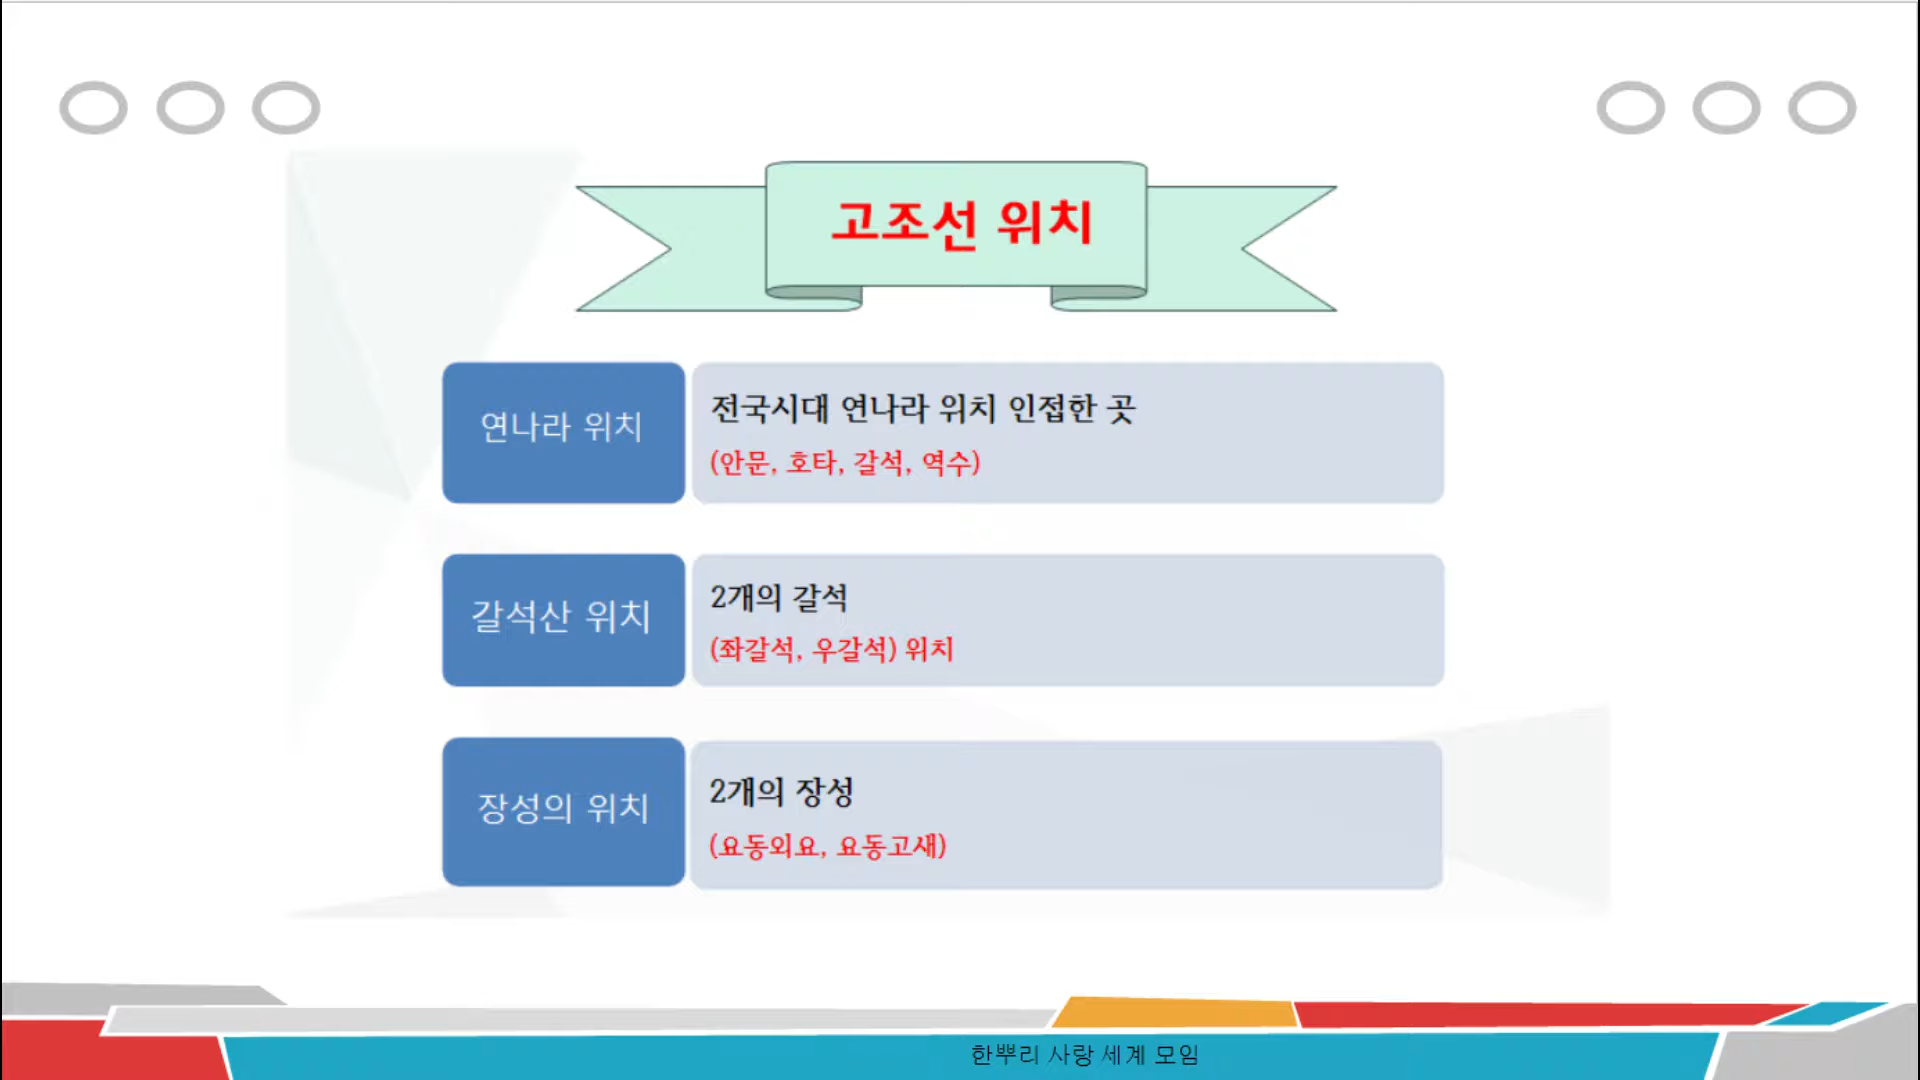 고조선 위치
연나라 위치
전국시대 연나라 위치 인접한 곳
(안문, 호타, 갈석, 역수)
갈석산 위치
2개의 갈석
(좌갈석, 우갈석) 위치
장성의 위치
2개의 장성
(요동외요, 요동고새)
한뿌리 사랑 세계 모임